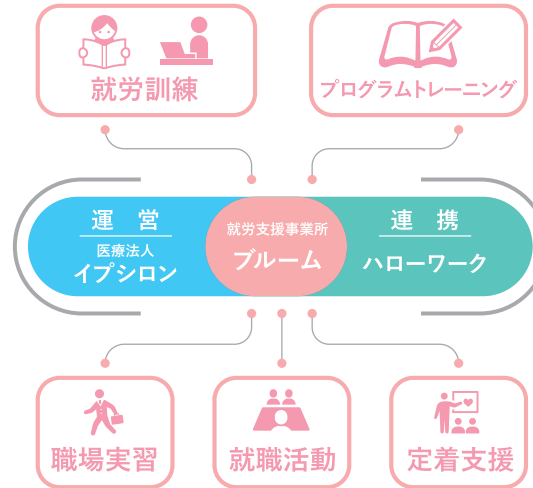 就労訓練
プログラムトレーニング
運営
医療法人
イプシロン
就労支援事業所
ブルーム
連携
ハローワーク
職場実習
就職活動
定着支援